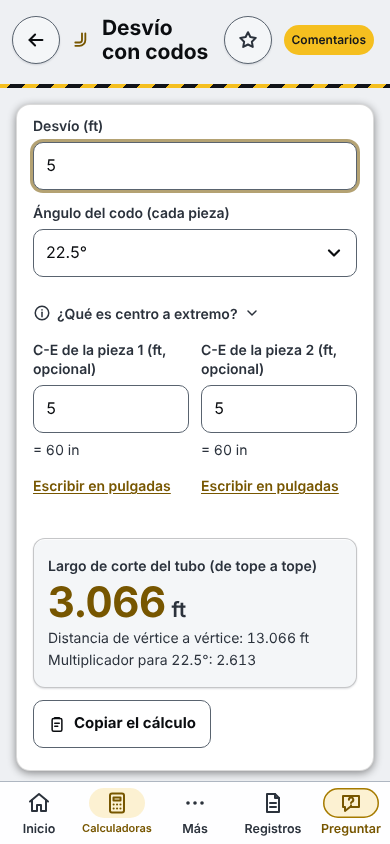 Desvío
con codos
Comentarios
Desvío (ft)
5
Ángulo del codo (cada pieza)
22.5°
¿Qué es centro a extremo?
C-E de la pieza 1 (ft, opcional)
5
= 60 in
Escribir en pulgadas
C-E de la pieza 2 (ft, opcional)
5
= 60 in
Escribir en pulgadas
Largo de corte del tubo (de tope a tope)
3.066 ft
Distancia de vértice a vértice: 13.066 ft
Multiplicador para 22.5°: 2.613
Copiar el cálculo
Inicio
Calculadoras
Más
Registros
Preguntar